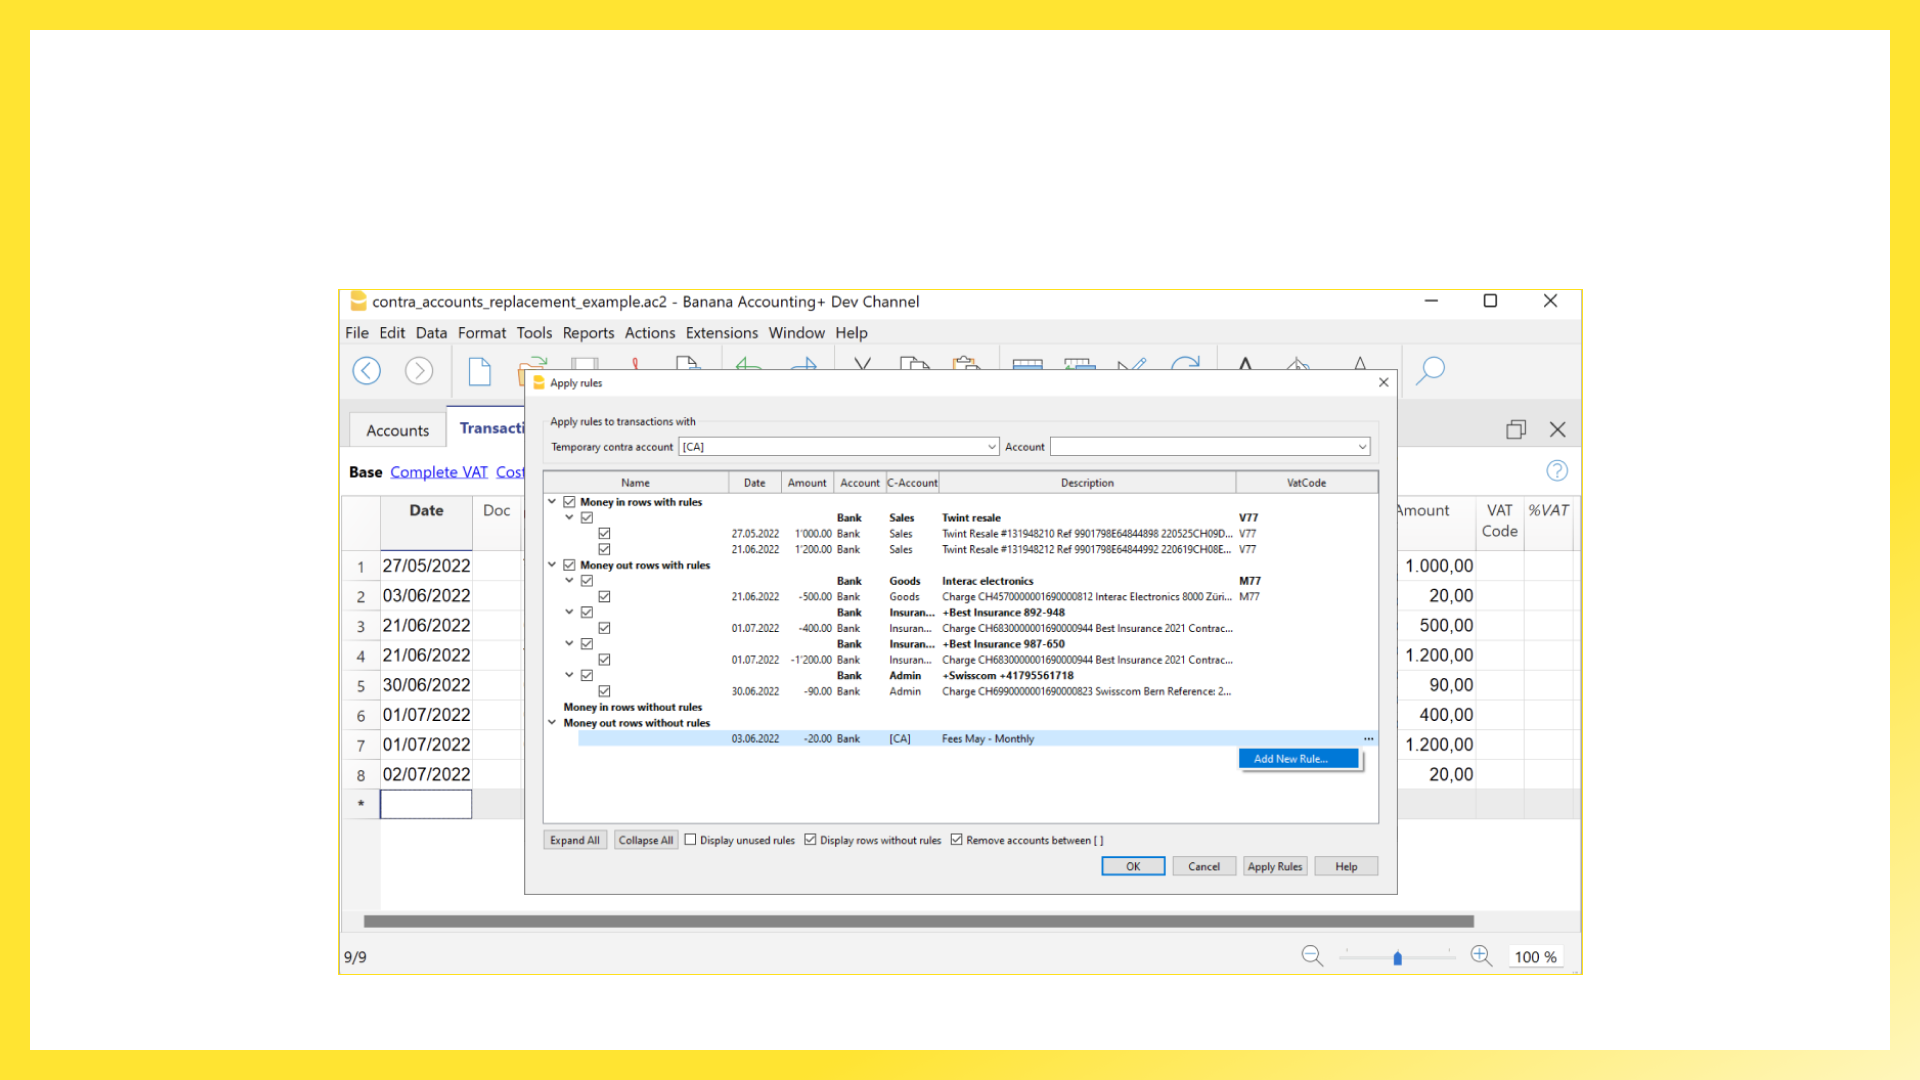 contra_accounts_replacement_example.ac2 - Banana Accounting+ Dev Channel
File Edit Data Format Tools Reports Actions Extensions Window Help
Apply rules
Accounts
Base Complete VAT
Date Doc Amount VAT Code %VAT
1 27/05/2022 1.000,00
2 03/06/2022 20,00
3 21/06/2022 500,00
4 21/06/2022 1.200,00
5 30/06/2022 90,00
6 01/07/2022 400,00
7 01/07/2022 1.200,00
8 02/07/2022 20,00
*
Apply rules to transactions with
Temporary contra account [CA] Account
Name Date Amount Account C-Account Description VatCode
Money in rows with rules
Bank Sales Twint resale V77
27.05.2022 1'000.00 Bank Sales Twint Resale #131948210 Ref 9901798E64844898 220525CH09D... V77
21.06.2022 1'200.00 Bank Sales Twint Resale #131948212 Ref 9901798E64844992 220619CH08E... V77
Money out rows with rules
Bank Goods Interac electronics M77
21.06.2022 -500.00 Bank Goods Charge CH4570000001690000812 Interac Electronics 8000 Züri... M77
Bank Insuran... +Best Insurance 892-948
01.07.2022 -400.00 Bank Insuran... Charge CH6830000001690000944 Best Insurance 2021 Contrac...
Bank Insuran... +Best Insurance 987-650
01.07.2022 -1'200.00 Bank Insuran... Charge CH6830000001690000944 Best Insurance 2021 Contrac...
Bank Admin +Swisscom +41795561718
30.06.2022 -90.00 Bank Admin Charge CH6990000001690000823 Swisscom Bern Reference: 2...
Money in rows without rules
Money out rows without rules
03.06.2022 -20.00 Bank [CA] Fees May - Monthly ...
Add New Rule...
Expand All Collapse All Display unused rules Display rows without rules Remove accounts between [ ]
OK Cancel Apply Rules Help
9/9 100 %